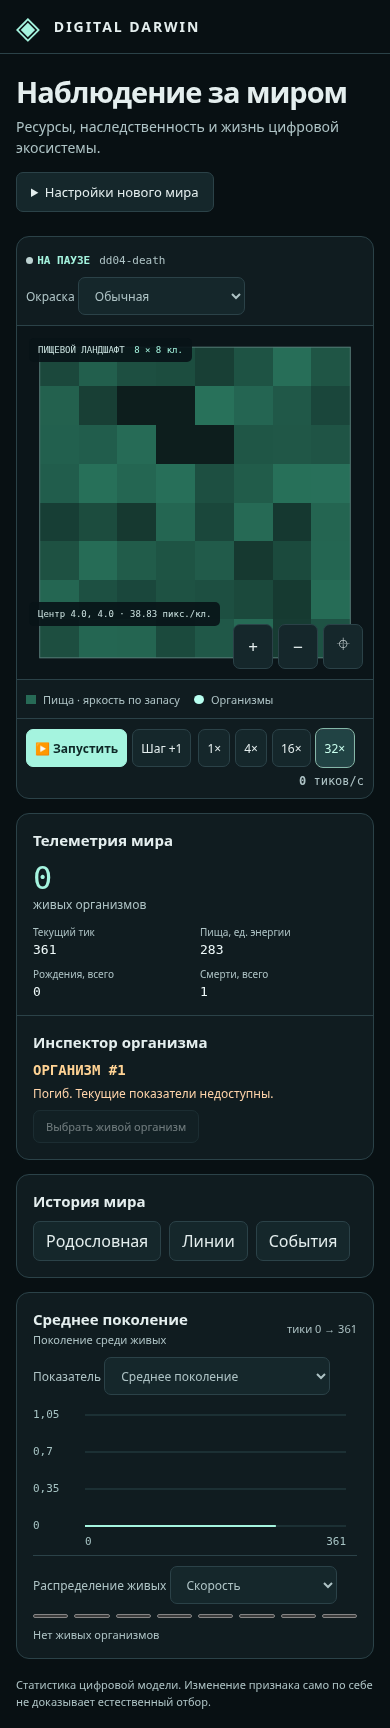 DIGITAL DARWIN
Наблюдение за миром
Ресурсы, наследственность и жизнь цифровой
экосистемы.
Настройки нового мира
НА ПАУЗЕ dd04-death
Окраска Обычная
ПИЩЕВОЙ ЛАНДШАФТ 8 × 8 кл.
Центр 4.0, 4.0 · 38.83 пикс./кл.
+ −
Пища · яркость по запасу Организмы
Запустить Шаг +1 1× 4× 16× 32×
0 тиков/с
Телеметрия мира
0
живых организмов
Текущий тик Пища, ед. энергии
361 283
Рождения, всего Смерти, всего
0 1
Инспектор организма
ОРГАНИЗМ #1
Погиб. Текущие показатели недоступны.
Выбрать живой организм
История мира
Родословная Линии События
Среднее поколение
Поколение среди живых
тики 0 → 361
Показатель Среднее поколение
1,05
0,7
0,35
0
0 361
Распределение живых Скорость
Нет живых организмов
Статистика цифровой модели. Изменение признака само по себе
не доказывает естественный отбор.